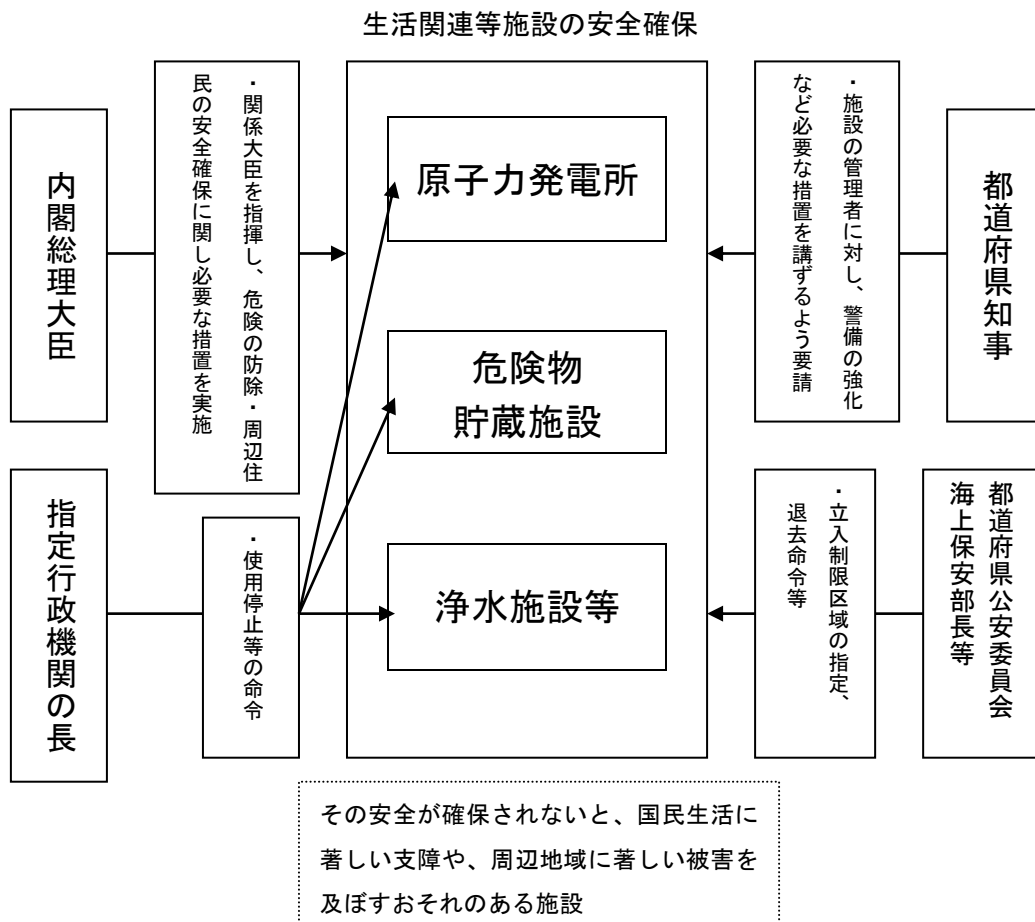 生活関連等施設の安全確保
内閣総理大臣
・関係大臣を指揮し、危険の防除・周辺住
民の安全確保に関し必要な措置を実施
指定行政機関の長
・使用停止等の命令
原子力発電所
危険物
貯蔵施設
浄水施設等
・施設の管理者に対し、警備の強化
など必要な措置を講ずるよう要請
都道府県知事
・立入制限区域の指定、
退去命令等
都道府県公安委員会
海上保安部長等
その安全が確保されないと、国民生活に
著しい支障や、周辺地域に著しい被害を
及ぼすおそれのある施設